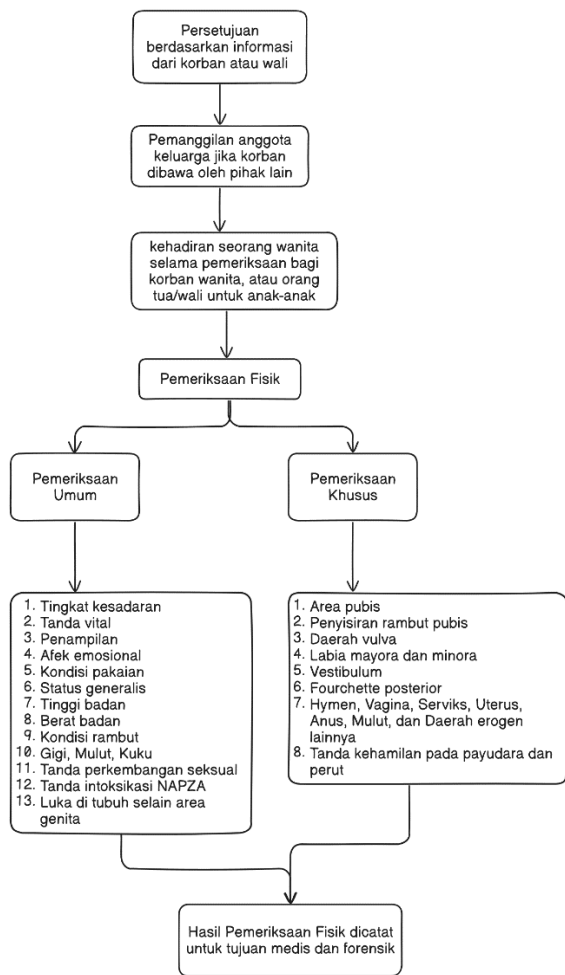 Persetujuan
berdasarkan informasi
dari korban atau wali
Pemanggilan anggota
keluarga jika korban
dibawa oleh pihak lain
kehadiran seorang wanita
selama pemeriksaan bagi
korban wanita, atau orang
tua/wali untuk anak-anak
Pemeriksaan Fisik
Pemeriksaan
Umum
Pemeriksaan
Khusus
1. Tingkat kesadaran
2. Tanda vital
3. Penampilan
4. Afek emosional
5. Kondisi pakaian
6. Status generalis
7. Tinggi badan
8. Berat badan
9. Kondisi rambut
10. Gigi, Mulut, Kuku
11. Tanda perkembangan seksual
12. Tanda intoksikasi NAPZA
13. Luka di tubuh selain area
genita
1. Area pubis
2. Penyisiran rambut pubis
3. Daerah vulva
4. Labia mayora dan minora
5. Vestibulum
6. Fourchette posterior
7. Hymen, Vagina, Serviks, Uterus,
Anus, Mulut, dan Daerah erogen
lainnya
8. Tanda kehamilan pada payudara dan
perut
Hasil Pemeriksaan Fisik dicatat
untuk tujuan medis dan forensik